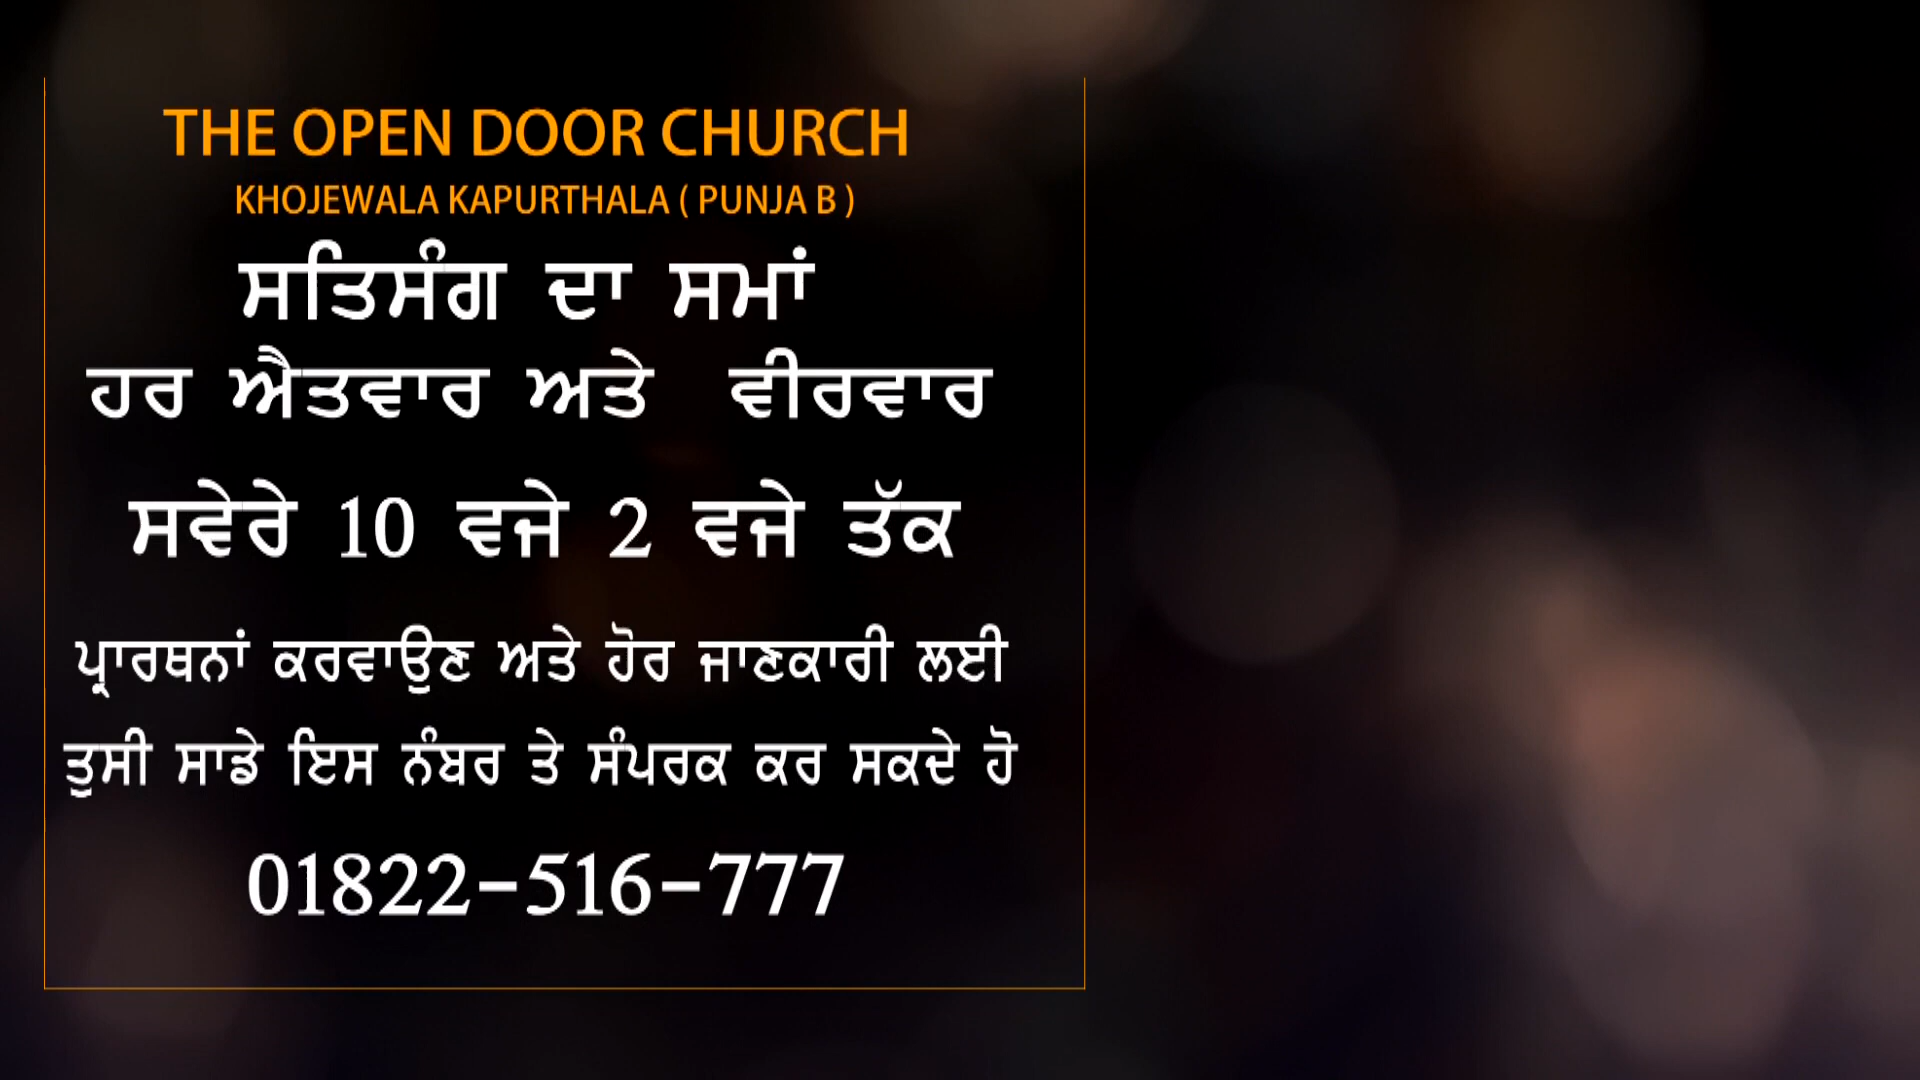 THE OPEN DOOR CHURCH
KHOJEWALA KAPURTHALA ( PUNJA B )
ਸਤਿਸੰਗ ਦਾ ਸਮਾਂ
ਹਰ ਐਤਵਾਰ ਅਤੇ ਵੀਰਵਾਰ
ਸਵੇਰੇ 10 ਵਜੇ 2 ਵਜੇ ਤੱਕ
ਪ੍ਰਾਰਥਨਾਂ ਕਰਵਾਉਣ ਅਤੇ ਹੋਰ ਜਾਣਕਾਰੀ ਲਈ
ਤੁਸੀ ਸਾਡੇ ਇਸ ਨੰਬਰ ਤੇ ਸੰਪਰਕ ਕਰ ਸਕਦੇ ਹੋ
01822-516-777